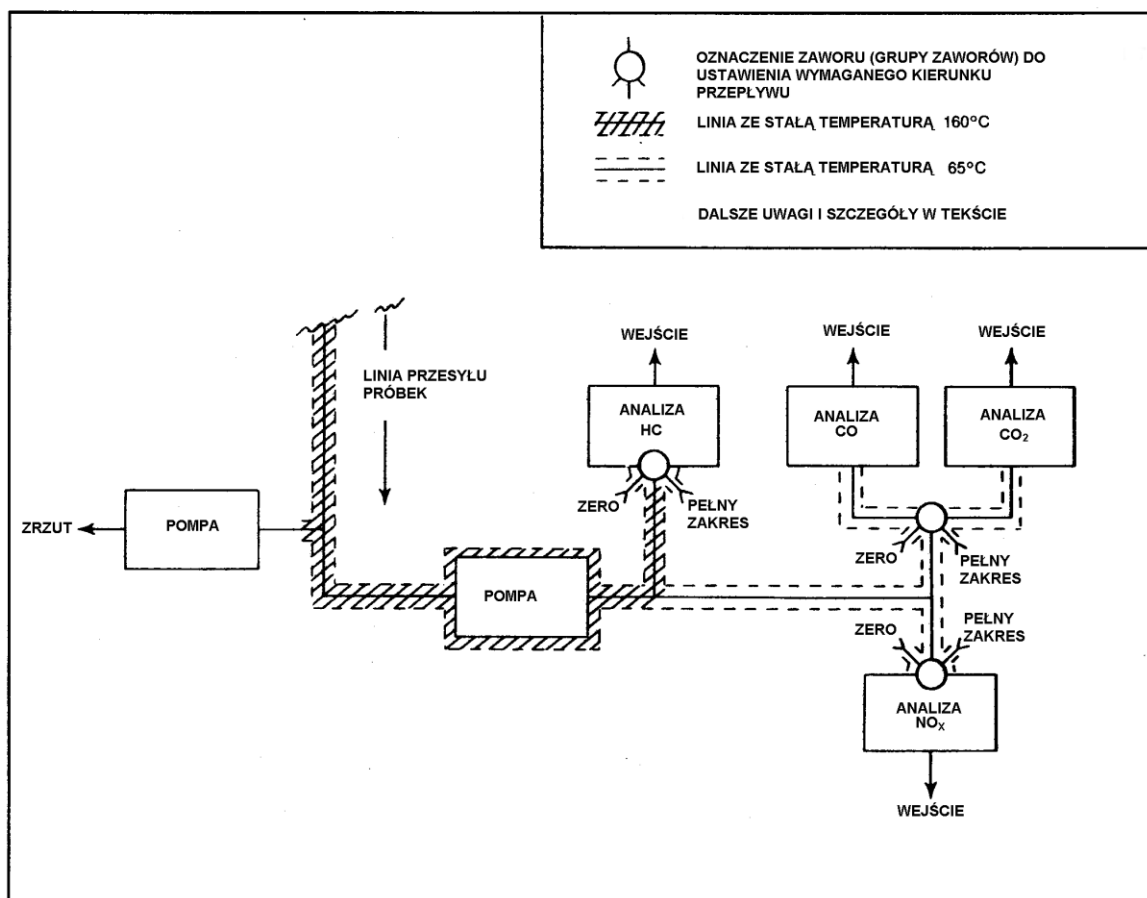 OZNACZENIE ZAWORU (GRUPY ZAWORÓW) DO
USTAWIENIA WYMAGANEGO KIERUNKU
PRZEPŁYWU
LINIA ZE STAŁĄ TEMPERATURĄ 160°C
LINIA ZE STAŁĄ TEMPERATURĄ 65°C
DALSZE UWAGI I SZCZEGÓŁY W TEKŚCIE
LINIA PRZESYŁU
PRÓBEK
WEJŚCIE
WEJŚCIE
WEJŚCIE
ANALIZA
HC
ANALIZA
CO
ANALIZA
CO₂
ZERO
PEŁNY
ZAKRES
ZRZUT
POMPA
ZERO
PEŁNY
ZAKRES
POMPA
ZERO
PEŁNY
ZAKRES
ANALIZA
NOₓ
WEJŚCIE